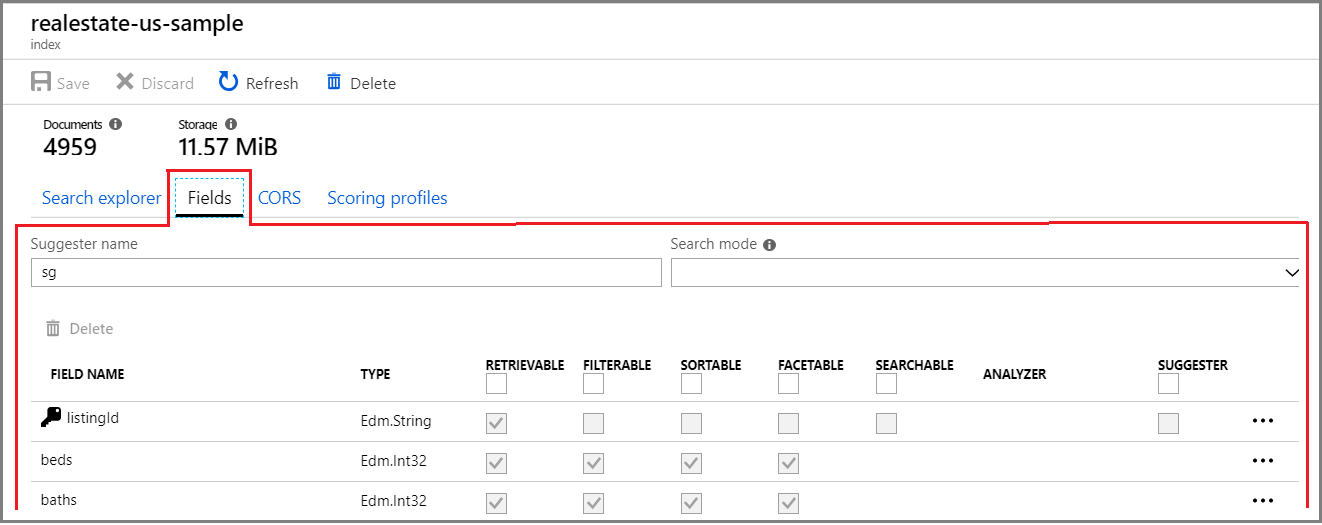 realestate-us-sample
index
Save Discard Refresh Delete
Documents Storage
4959 11.57 MiB
Search explorer Fields CORS Scoring profiles
Suggester name Search mode
sg
Delete
FIELD NAME TYPE RETRIEVABLE FILTERABLE SORTABLE FACETABLE SEARCHABLE ANALYZER SUGGESTER
listingId Edm.String
beds Edm.Int32
baths Edm.Int32